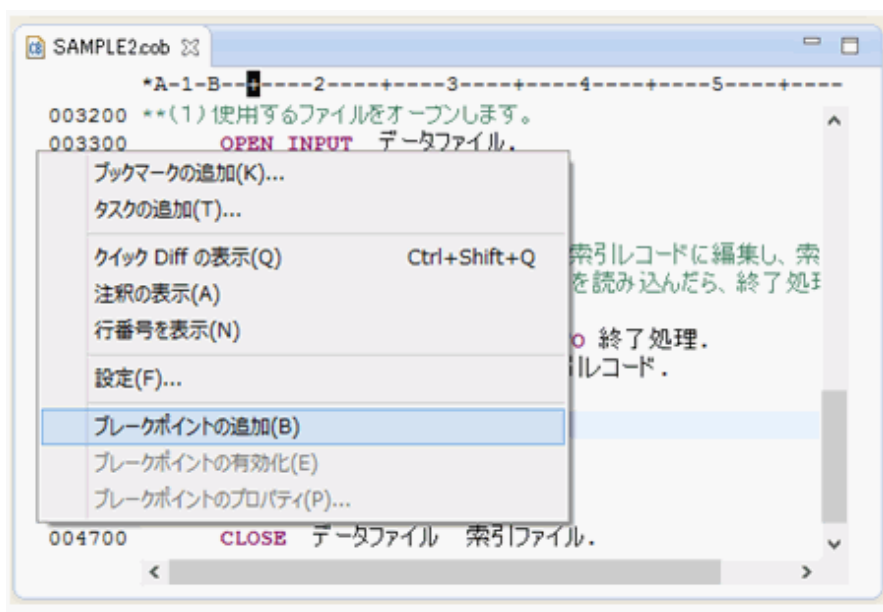 SAMPLE2.cob
*A-1-B--+----2----+----3----+----4----+----5----+----
003200 **(1)使用するファイルをオープンします。
003300 OPEN INPUT データファイル.
ブックマークの追加(K)...
タスクの追加(T)...
クイック Diff の表示(Q) Ctrl+Shift+Q
索引レコードに編集し、索
注釈の表示(A)
を読み込んだら、終了処
行番号を表示(N)
終了処理.
設定(F)...
レコード.
ブレークポイントの追加(B)
ブレークポイントの有効化(E)
ブレークポイントのプロパティ(P)...
004700 CLOSE データファイル 索引ファイル.